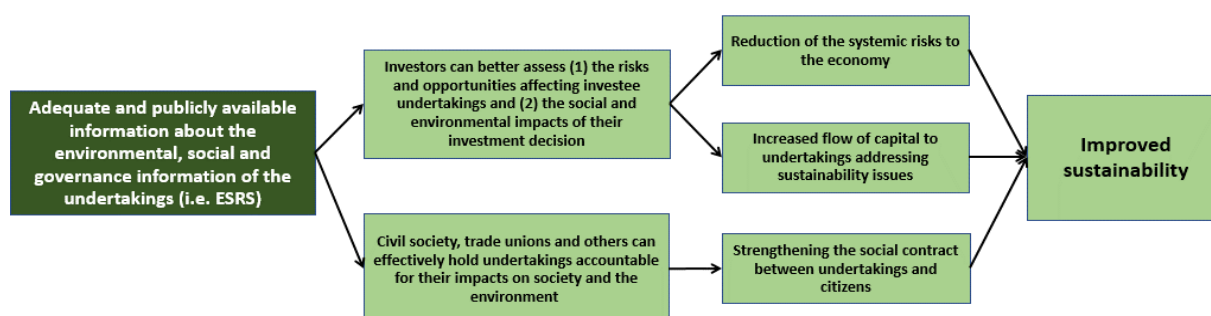 Adequate and publicly available
information about the
environmental, social and
governance information of the
undertakings (i.e. ESRS)
Investors can better assess (1) the risks
and opportunities affecting investee
undertakings and (2) the social and
environmental impacts of their
investment decision
Civil society, trade unions and others can
effectively hold undertakings accountable
for their impacts on society and the
environment
Reduction of the systemic risks to
the economy
Increased flow of capital to
undertakings addressing
sustainability issues
Strengthening the social contract
between undertakings and
citizens
Improved
sustainability